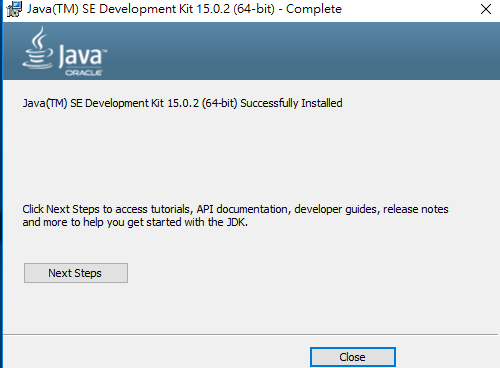 Java(TM) SE Development Kit 15.0.2 (64-bit) - Complete
Java™
ORACLE
Java(TM) SE Development Kit 15.0.2 (64-bit) Successfully Installed
Click Next Steps to access tutorials, API documentation, developer guides, release notes
and more to help you get started with the JDK.
Next Steps
Close